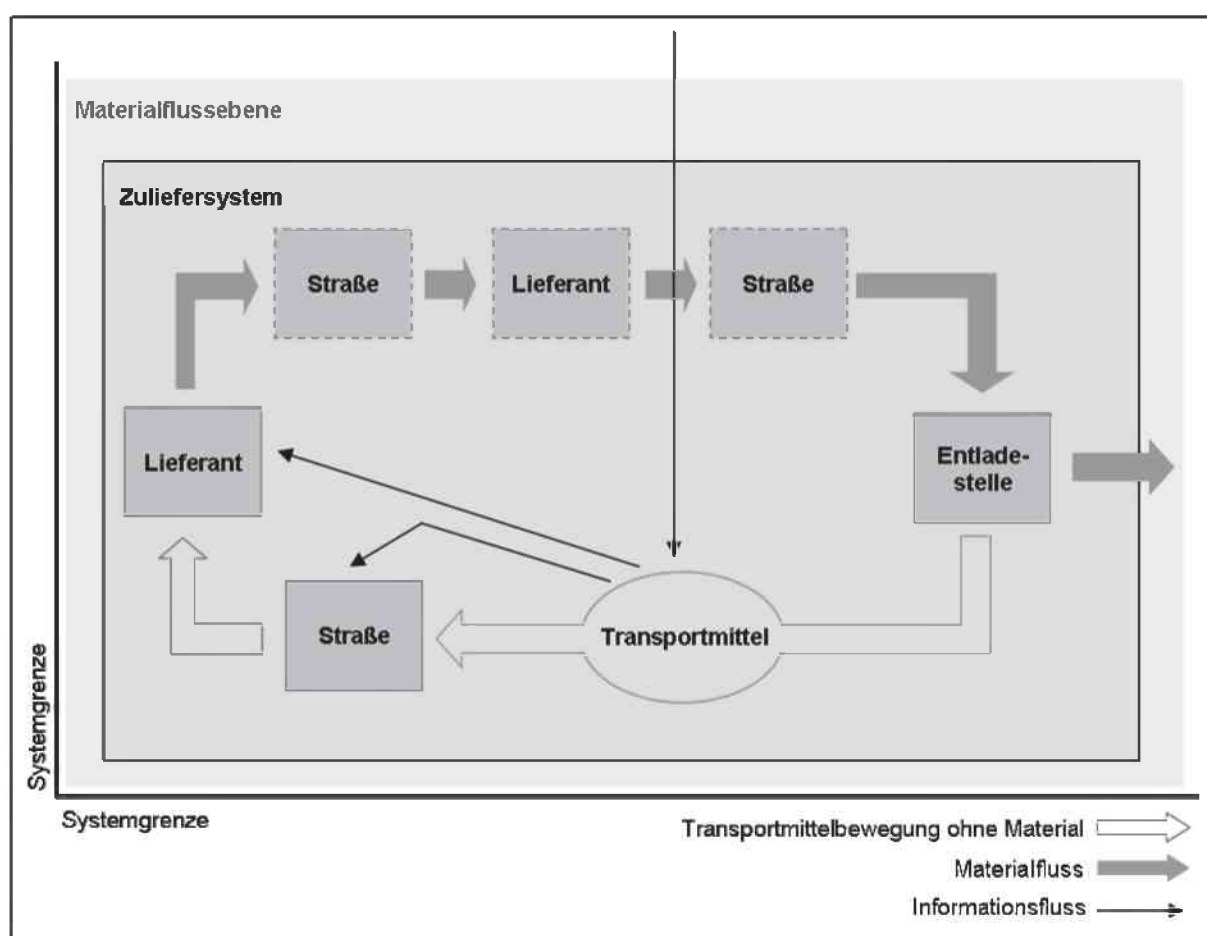 Materialflussebene
Zuliefersystem
Straße
Lieferant
Straße
Lieferant
Entlade-
stelle
Straße
Transportmittel
Systemgrenze
Systemgrenze
Transportmittelbewegung ohne Material
Materialfluss
Informationsfluss